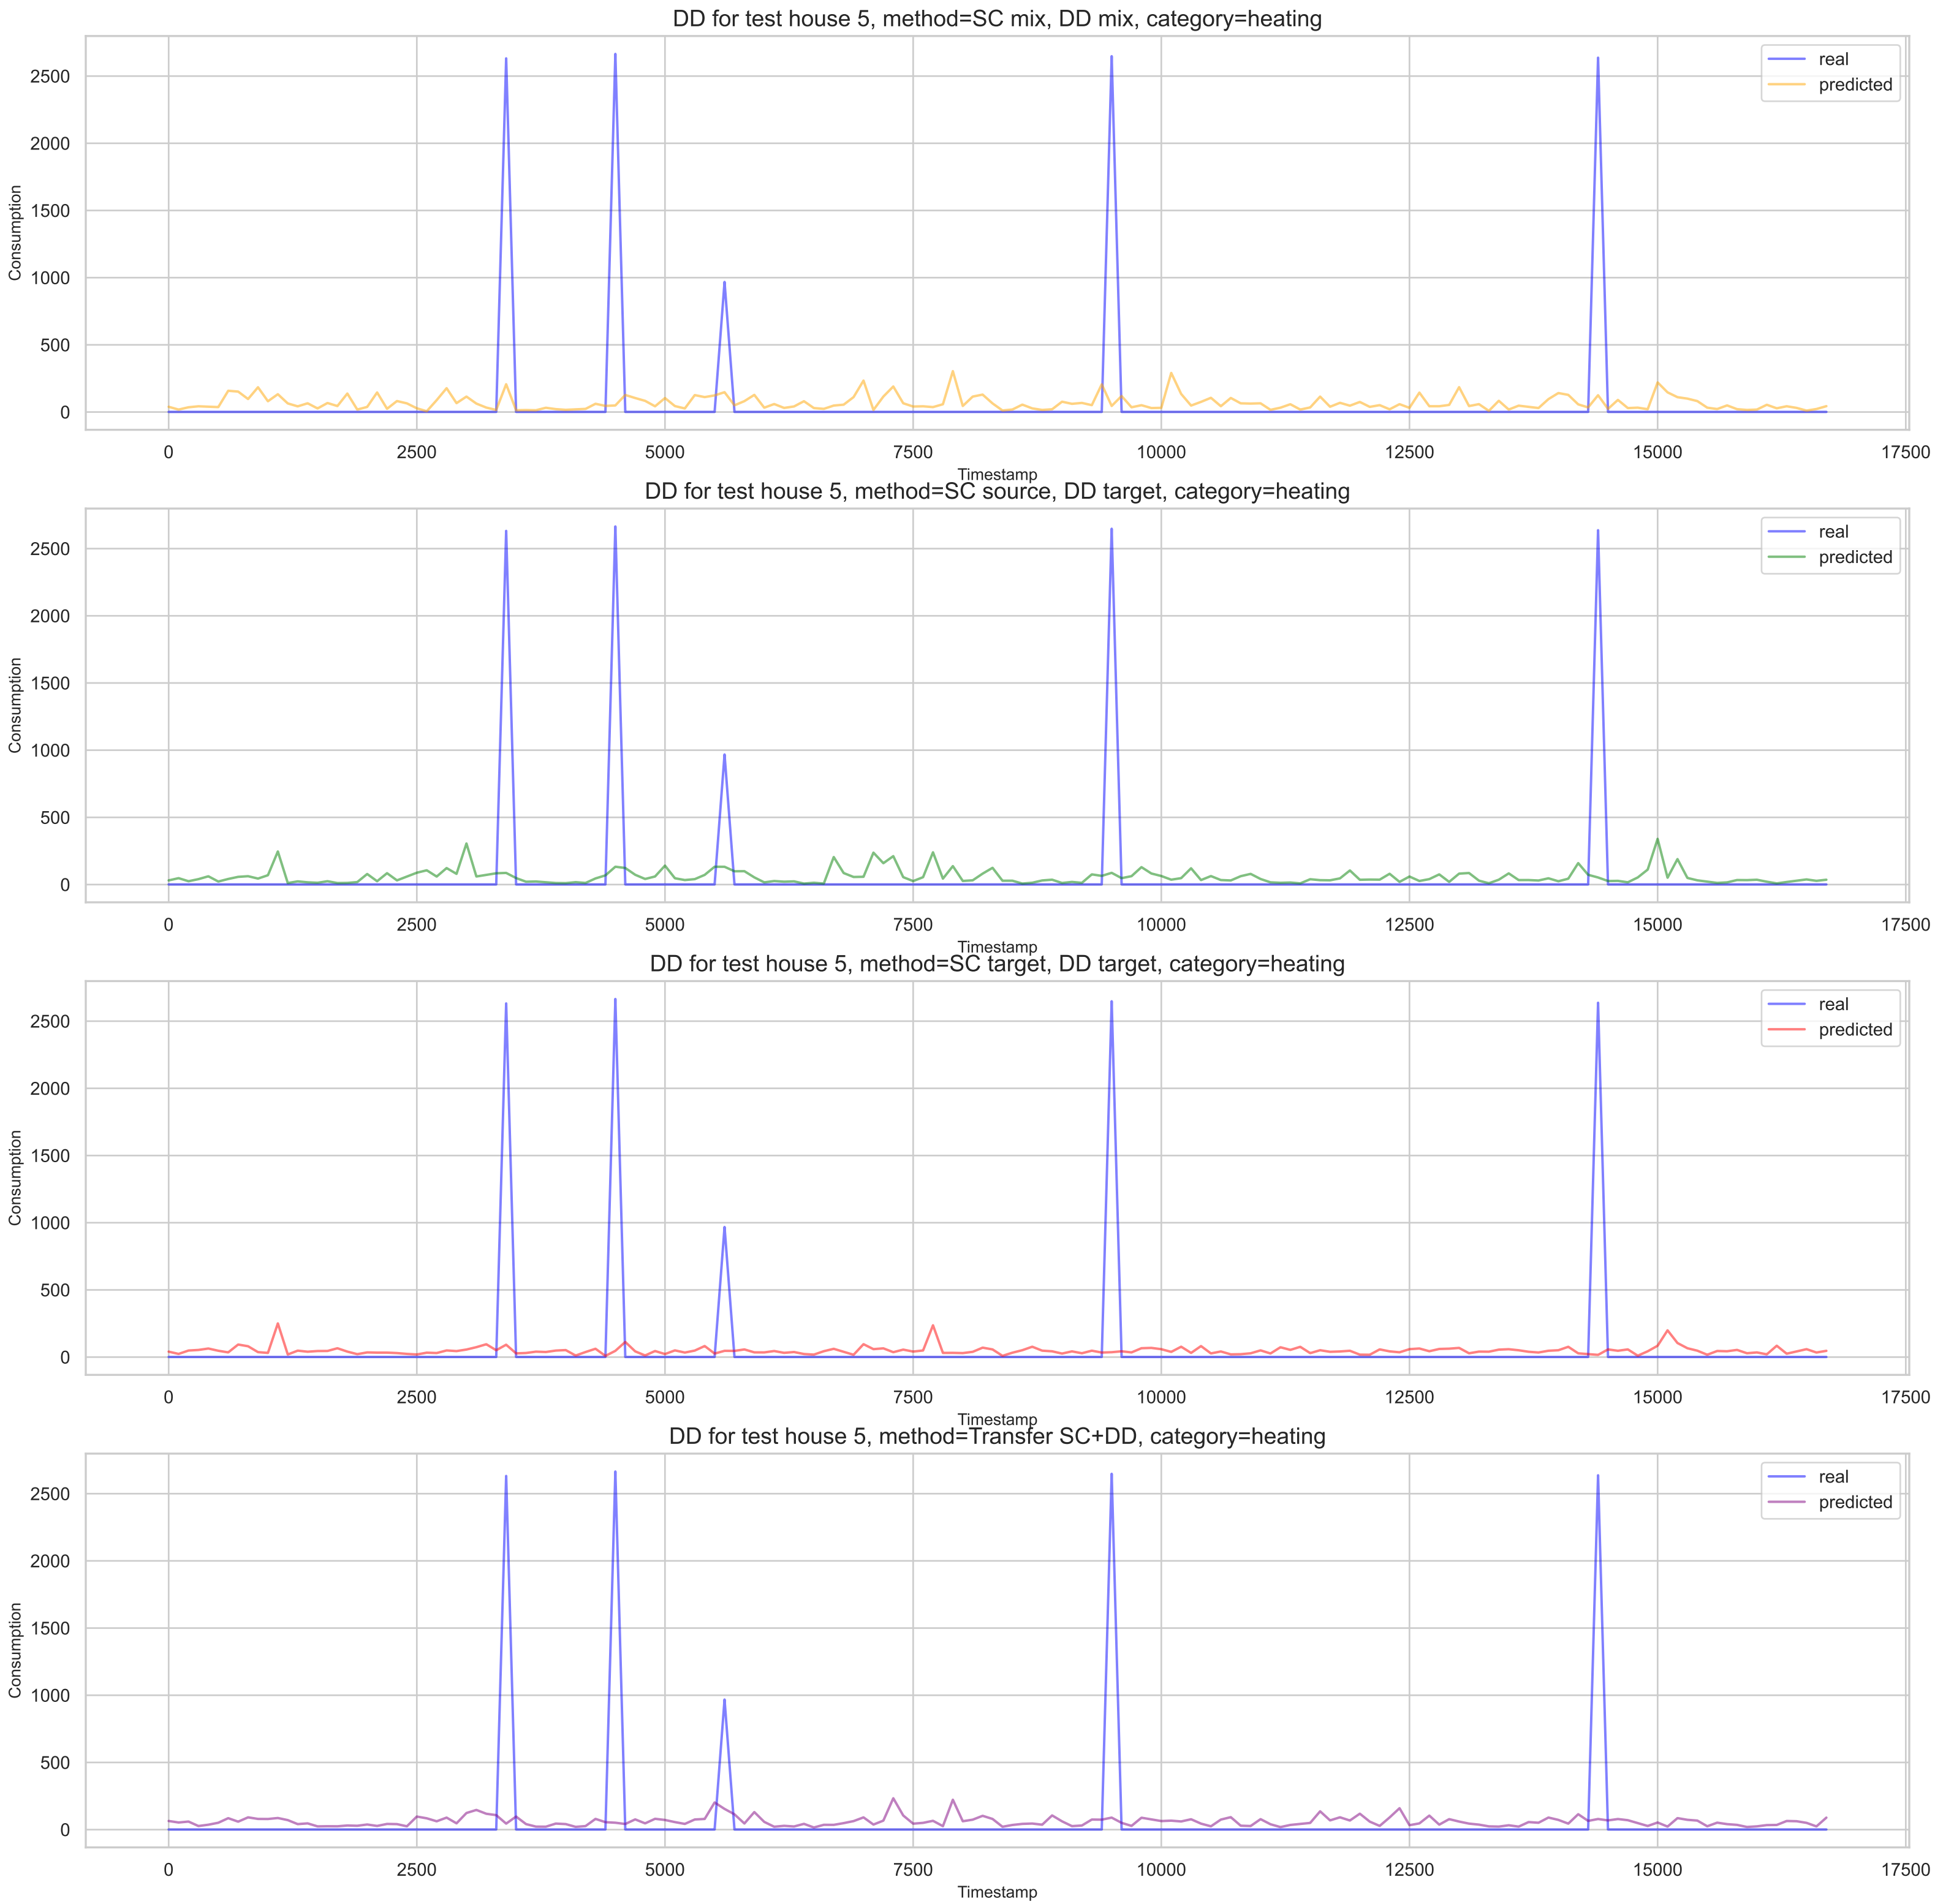 DD for test house 5, method=SC mix, DD mix, category=heating
real
predicted
Consumption
2500
2000
1500
1000
500
0
0 2500 5000 7500 10000 12500 15000 17500
Timestamp
DD for test house 5, method=SC source, DD target, category=heating
real
predicted
Consumption
2500
2000
1500
1000
500
0
0 2500 5000 7500 10000 12500 15000 17500
Timestamp
DD for test house 5, method=SC target, DD target, category=heating
real
predicted
Consumption
2500
2000
1500
1000
500
0
0 2500 5000 7500 10000 12500 15000 17500
Timestamp
DD for test house 5, method=Transfer SC+DD, category=heating
real
predicted
Consumption
2500
2000
1500
1000
500
0
0 2500 5000 7500 10000 12500 15000 17500
Timestamp